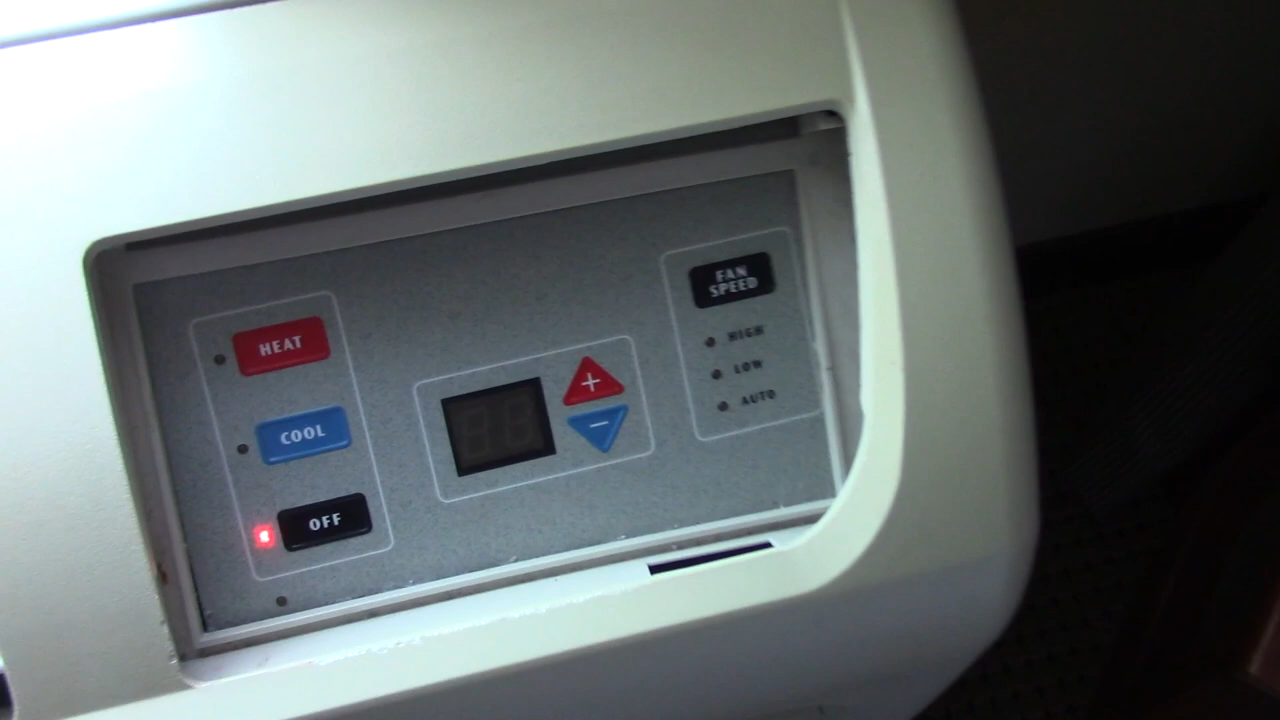 HEAT
COOL
OFF
+
−
FAN
SPEED
HIGH
LOW
AUTO